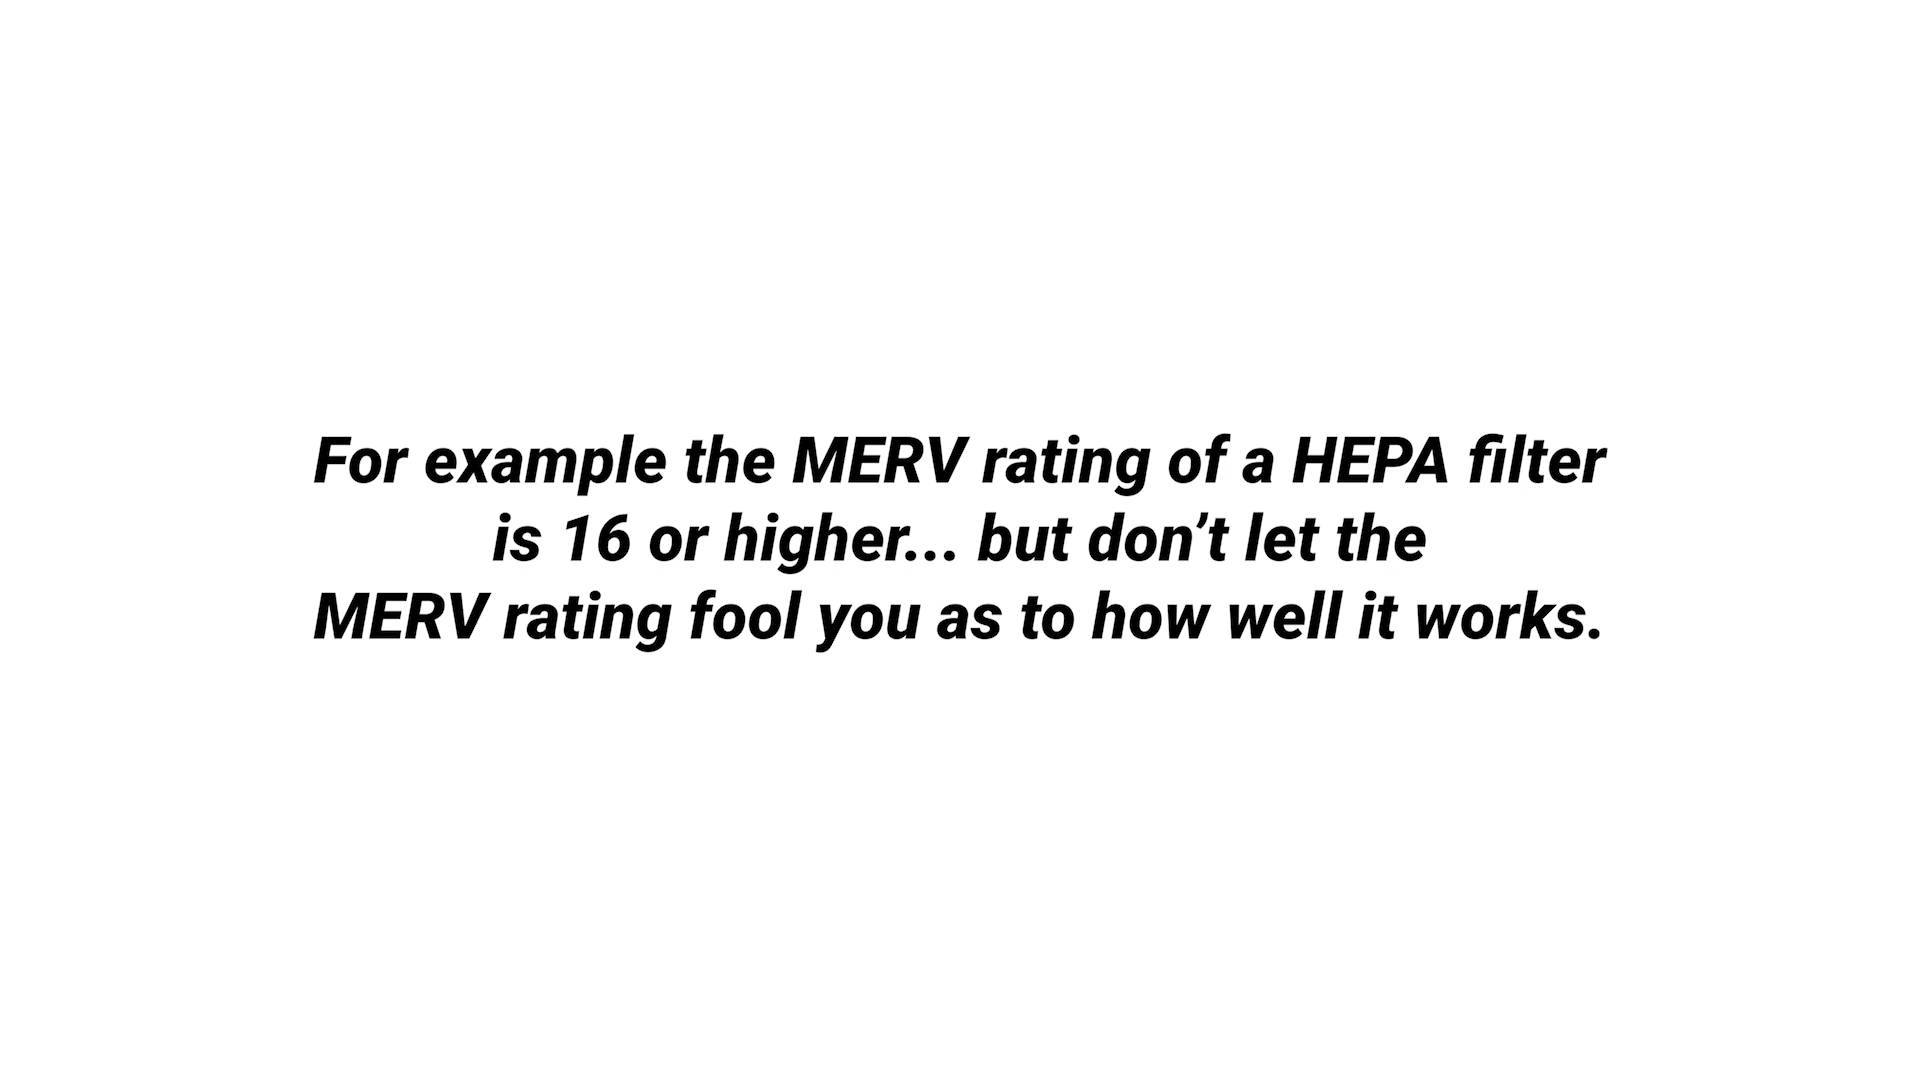 For example the MERV rating of a HEPA filter
is 16 or higher... but don’t let the
MERV rating fool you as to how well it works.